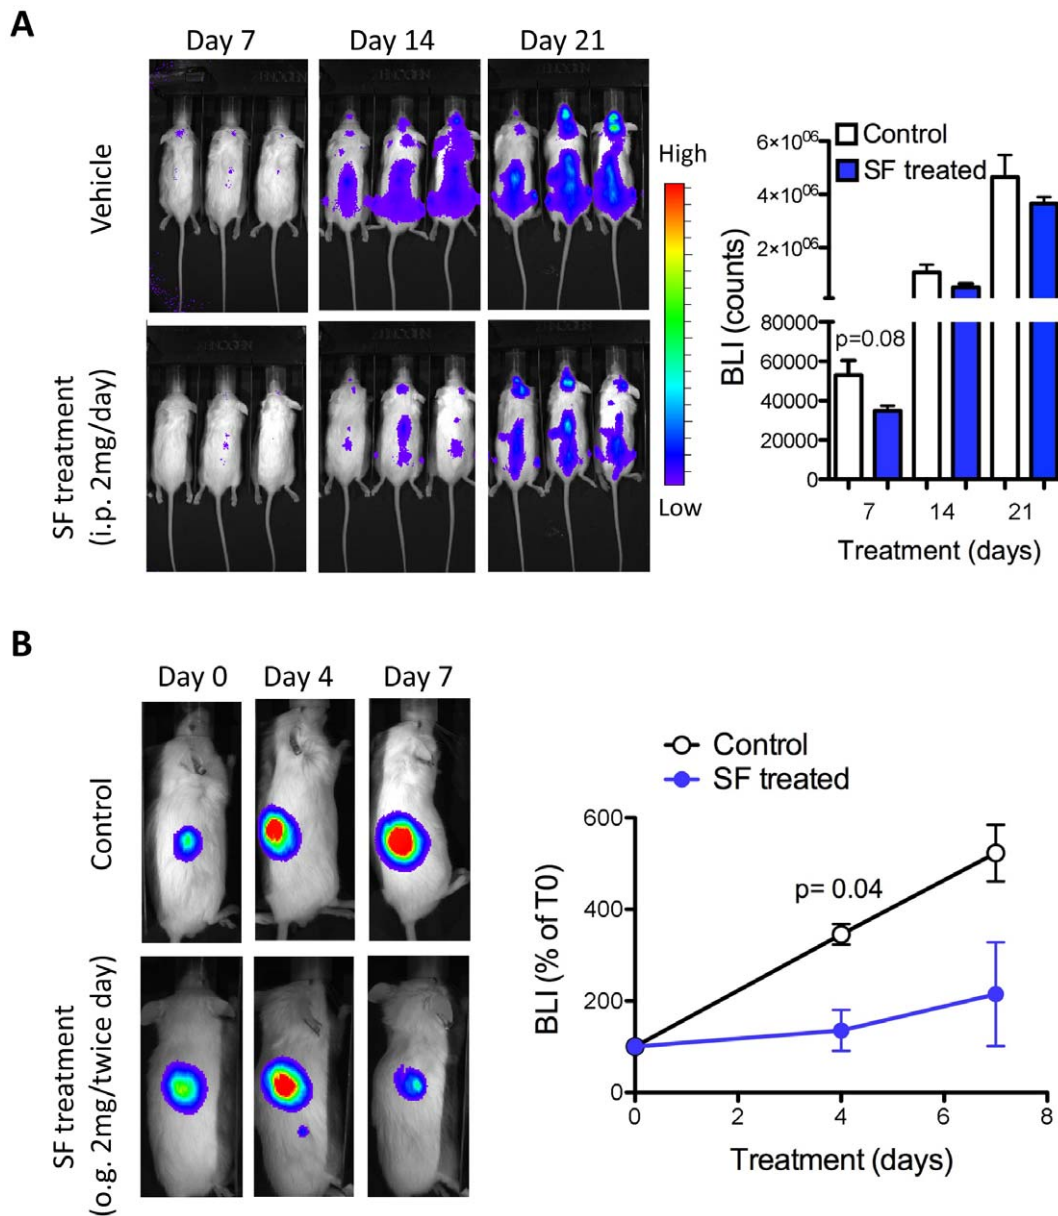 A
Day 7
Day 14
Day 21
Vehicle
SF treatment
(i.p. 2mg/day)
High
Low
Control
SF treated
BLI (counts)
6×10⁰⁶
4×10⁰⁶
2×10⁰⁶
80000
60000
40000
20000
0
p=0.08
7
14
21
Treatment (days)
B
Day 0
Day 4
Day 7
Control
SF treatment
(o.g. 2mg/twice day)
Control
SF treated
BLI (% of T0)
600
400
200
0
p= 0.04
0
2
4
6
8
Treatment (days)